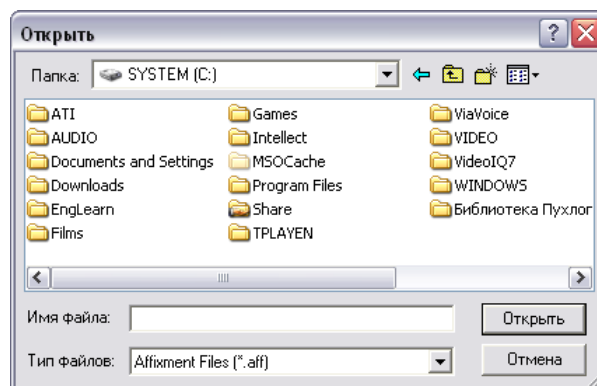 Открыть
Папка: SYSTEM (C:)
ATI Games ViaVoice
AUDIO Intellect VIDEO
Documents and Settings MSOCache VideoIQ7
Downloads Program Files WINDOWS
EngLearn Share Библиотека Пухлог
Films TPLAYEN
Имя файла: Открыть
Тип файлов: Affixment Files (*.aff) Отмена